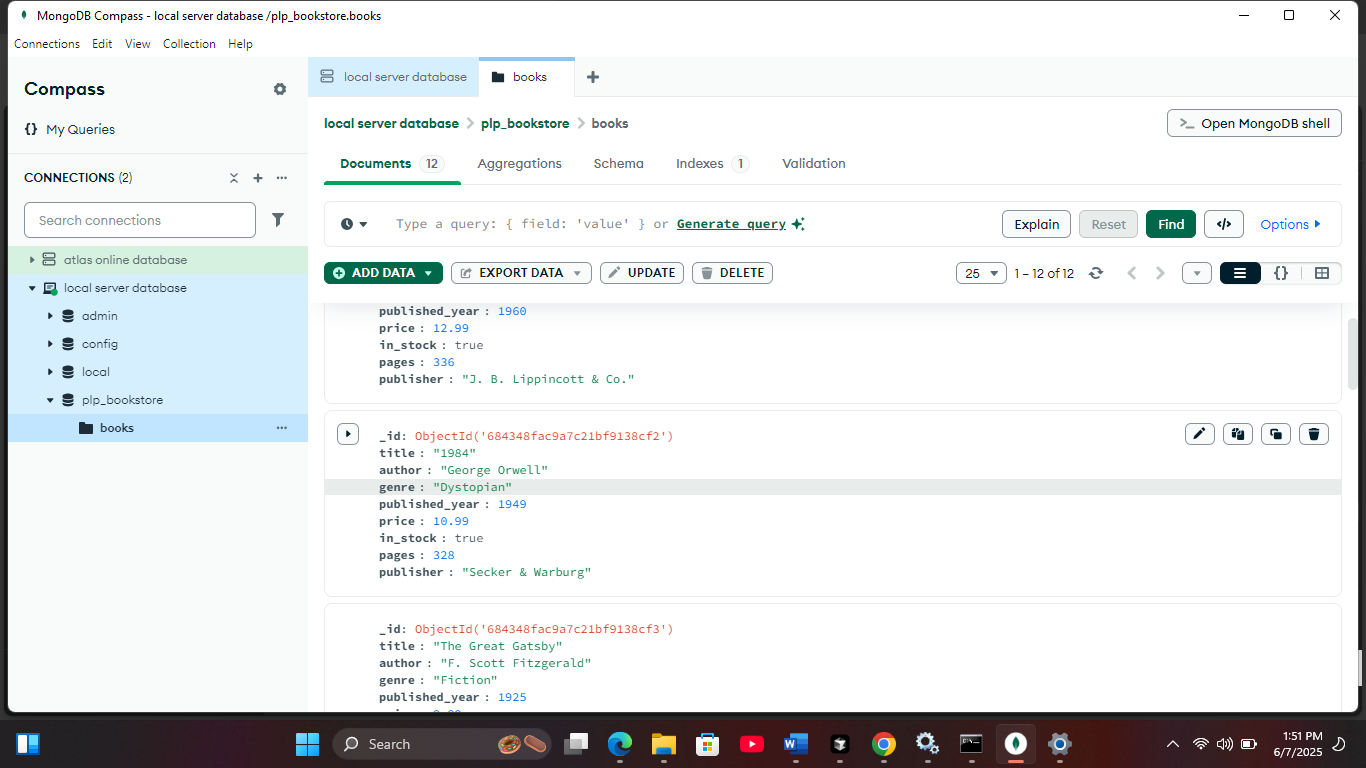 MongoDB Compass - local server database /plp_bookstore.books
Connections Edit View Collection Help
Compass
My Queries
CONNECTIONS (2)
Search connections
atlas online database
local server database
admin
config
local
plp_bookstore
books
local server database books
local server database > plp_bookstore > books
>_ Open MongoDB shell
Documents 12 Aggregations Schema Indexes 1 Validation
Type a query: { field: 'value' } or Generate query
Explain Reset Find </> Options
ADD DATA EXPORT DATA UPDATE DELETE
25 1 – 12 of 12 {}
published_year : 1960
price : 12.99
in_stock : true
pages : 336
publisher : "J. B. Lippincott & Co."
_id: ObjectId('684348fac9a7c21bf9138cf2')
title : "1984"
author : "George Orwell"
genre : "Dystopian"
published_year : 1949
price : 10.99
in_stock : true
pages : 328
publisher : "Secker & Warburg"
_id: ObjectId('684348fac9a7c21bf9138cf3')
title : "The Great Gatsby"
author : "F. Scott Fitzgerald"
genre : "Fiction"
published_year : 1925
Search
1:51 PM
6/7/2025